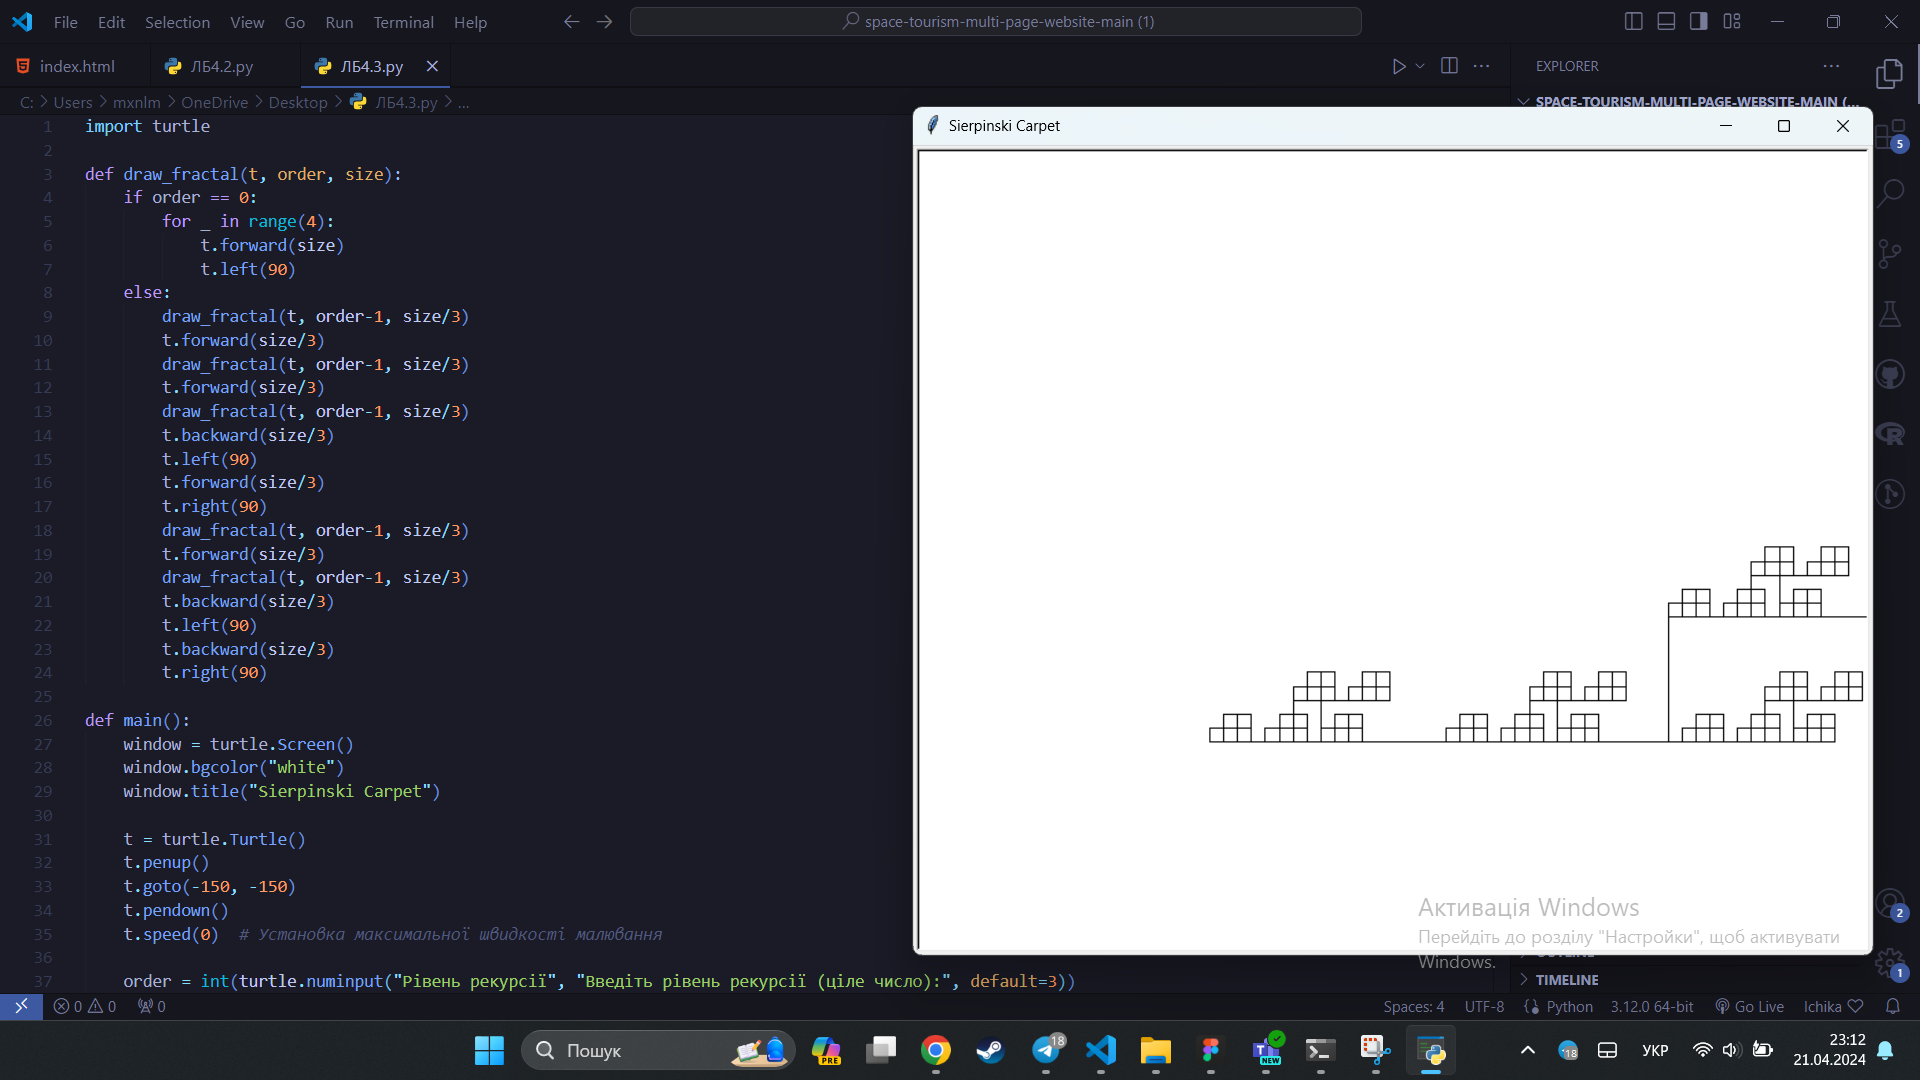 File Edit Selection View Go Run Terminal Help
space-tourism-multi-page-website-main (1)
index.html
ЛБ4.2.py
ЛБ4.3.py
EXPLORER
C: > Users > mxnlm > OneDrive > Desktop > ЛБ4.3.py > ...
SPACE-TOURISM-MULTI-PAGE-WEBSITE-MAIN (...
1 import turtle
2
3 def draw_fractal(t, order, size):
4 if order == 0:
5 for _ in range(4):
6 t.forward(size)
7 t.left(90)
8 else:
9 draw_fractal(t, order-1, size/3)
10 t.forward(size/3)
11 draw_fractal(t, order-1, size/3)
12 t.forward(size/3)
13 draw_fractal(t, order-1, size/3)
14 t.backward(size/3)
15 t.left(90)
16 t.forward(size/3)
17 t.right(90)
18 draw_fractal(t, order-1, size/3)
19 t.forward(size/3)
20 draw_fractal(t, order-1, size/3)
21 t.backward(size/3)
22 t.left(90)
23 t.backward(size/3)
24 t.right(90)
25
26 def main():
27 window = turtle.Screen()
28 window.bgcolor("white")
29 window.title("Sierpinski Carpet")
30
31 t = turtle.Turtle()
32 t.penup()
33 t.goto(-150, -150)
34 t.pendown()
35 t.speed(0) # Установка максимальної швидкості малювання
36
37 order = int(turtle.numinput("Рівень рекурсії", "Введіть рівень рекурсії (ціле число):", default=3))
Sierpinski Carpet
Активація Windows
Перейдіть до розділу "Настройки", щоб активувати
Windows.
OUTLINE
TIMELINE
5
2
1
0 0 0
Spaces: 4 UTF-8 Python 3.12.0 64-bit Go Live Ichika
Пошук
PRE
18
NEW
18
УКР
23:12
21.04.2024